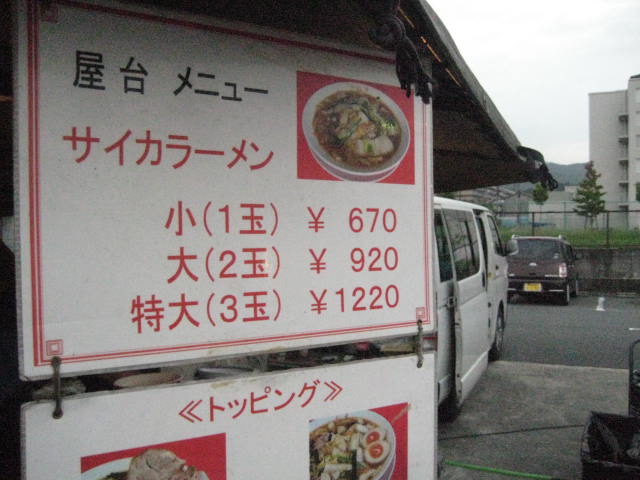 屋台 メニュー
サイカラーメン
小(1玉) ¥ 670
大(2玉) ¥ 920
特大(3玉) ¥1220
≪トッピング≫